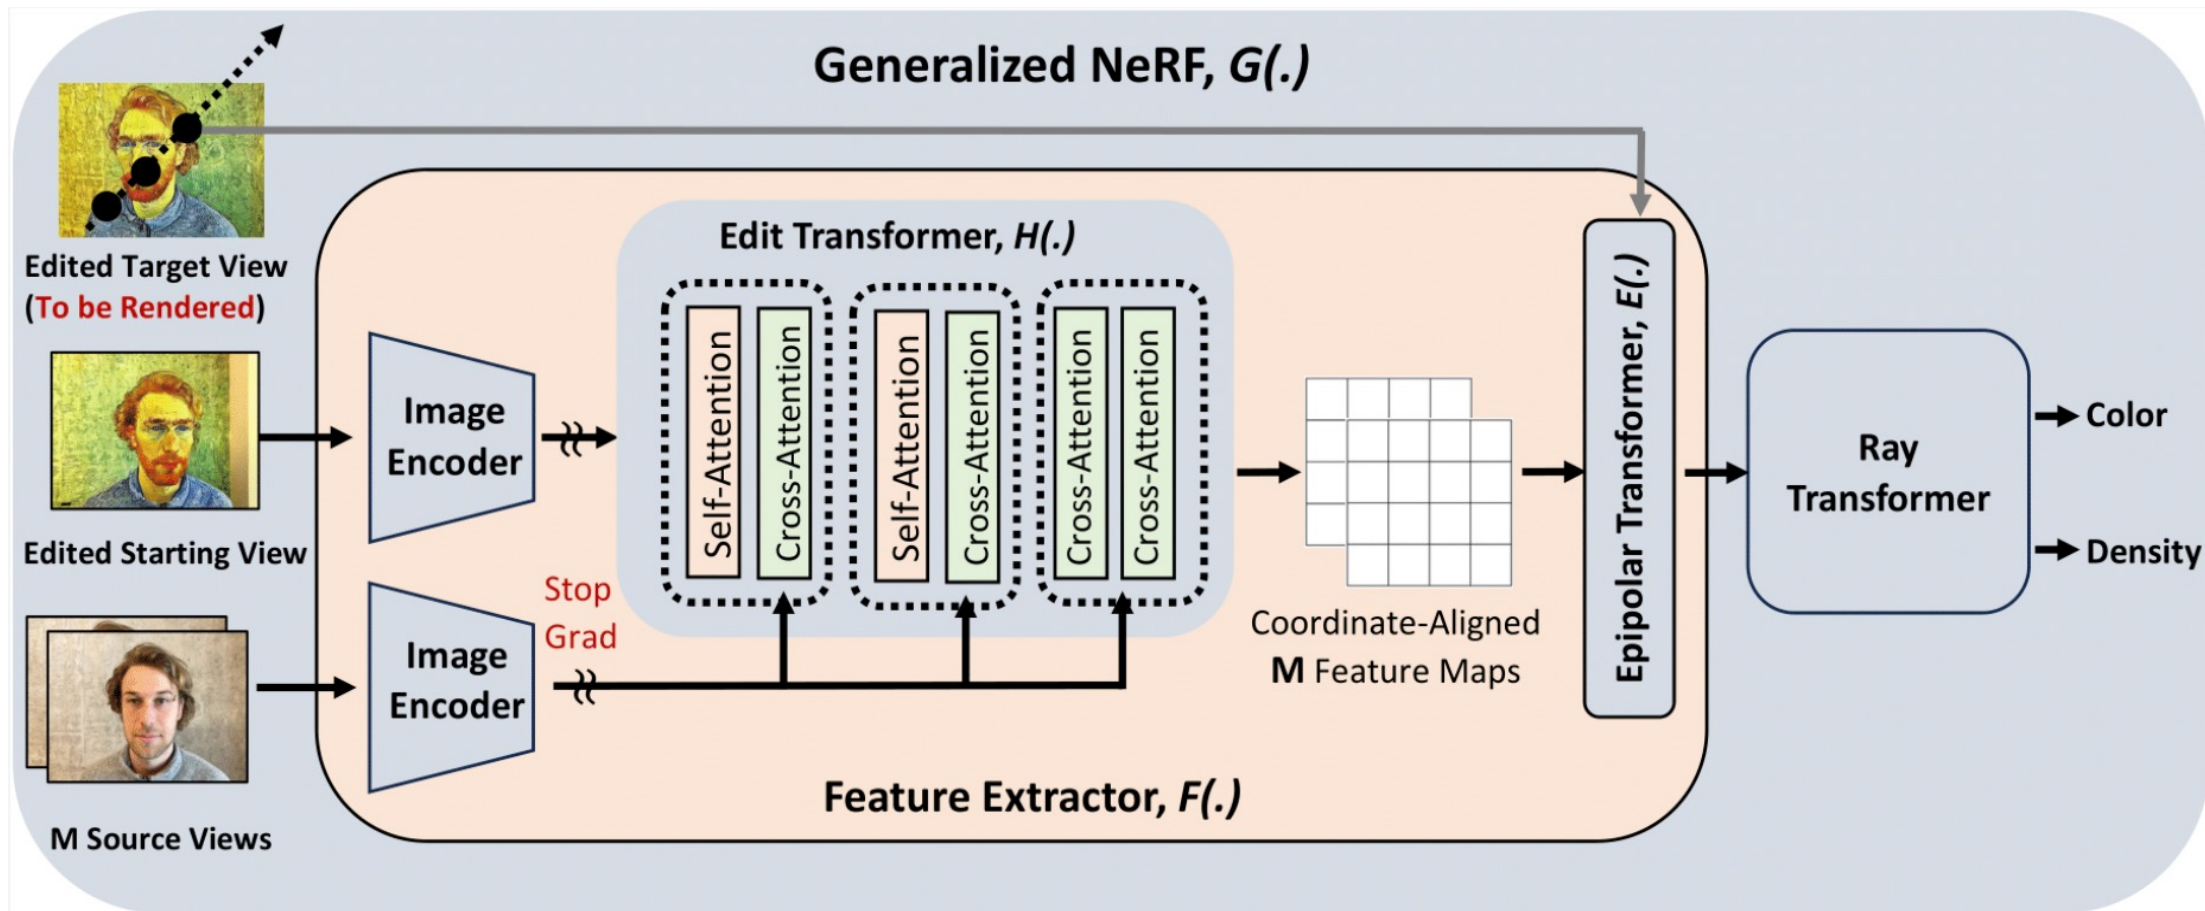 Generalized NeRF, G(.)
Edited Target View
(To be Rendered)
Edited Starting View
M Source Views
Image
Encoder
Image
Encoder
Stop
Grad
Edit Transformer, H(.)
Self-Attention
Cross-Attention
Self-Attention
Cross-Attention
Cross-Attention
Cross-Attention
Coordinate-Aligned
M Feature Maps
Epipolar Transformer, E(.)
Feature Extractor, F(.)
Ray
Transformer
Color
Density